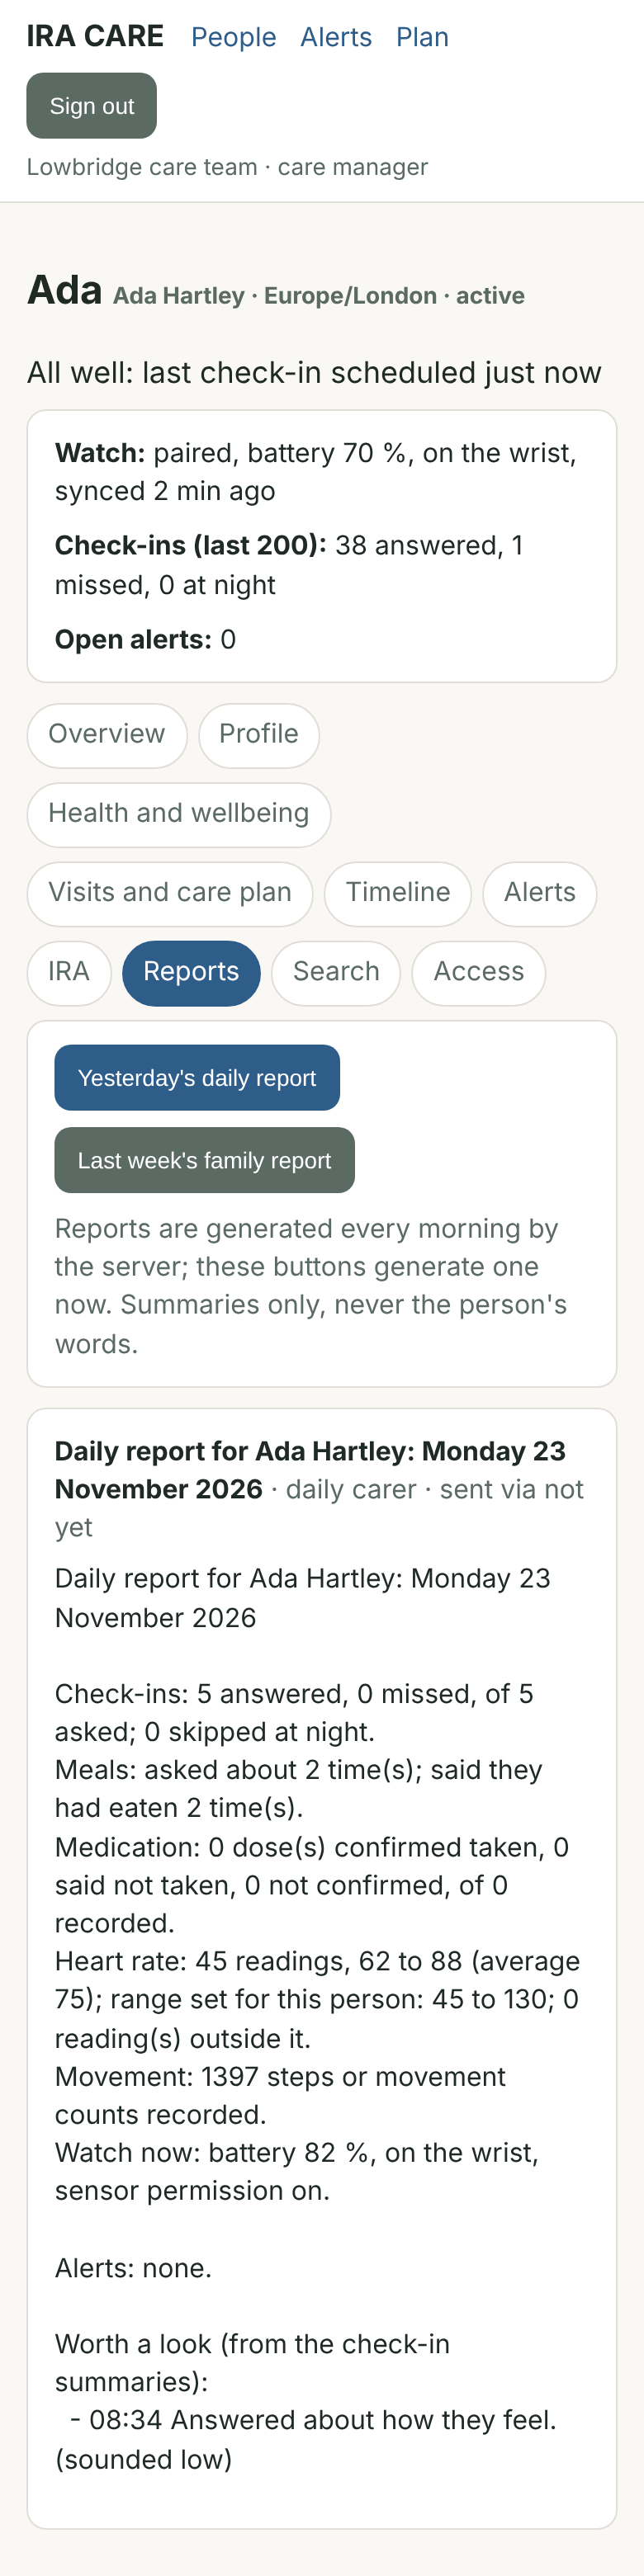 IRA CARE People Alerts Plan
Sign out
Lowbridge care team · care manager
Ada Ada Hartley · Europe/London · active
All well: last check-in scheduled just now
Watch: paired, battery 70 %, on the wrist,
synced 2 min ago
Check-ins (last 200): 38 answered, 1
missed, 0 at night
Open alerts: 0
Overview Profile
Health and wellbeing
Visits and care plan Timeline Alerts
IRA Reports Search Access
Yesterday's daily report
Last week's family report
Reports are generated every morning by
the server; these buttons generate one
now. Summaries only, never the person's
words.
Daily report for Ada Hartley: Monday 23
November 2026 · daily carer · sent via not
yet
Daily report for Ada Hartley: Monday 23
November 2026
Check-ins: 5 answered, 0 missed, of 5
asked; 0 skipped at night.
Meals: asked about 2 time(s); said they
had eaten 2 time(s).
Medication: 0 dose(s) confirmed taken, 0
said not taken, 0 not confirmed, of 0
recorded.
Heart rate: 45 readings, 62 to 88 (average
75); range set for this person: 45 to 130; 0
reading(s) outside it.
Movement: 1397 steps or movement
counts recorded.
Watch now: battery 82 %, on the wrist,
sensor permission on.
Alerts: none.
Worth a look (from the check-in
summaries):
- 08:34 Answered about how they feel.
(sounded low)